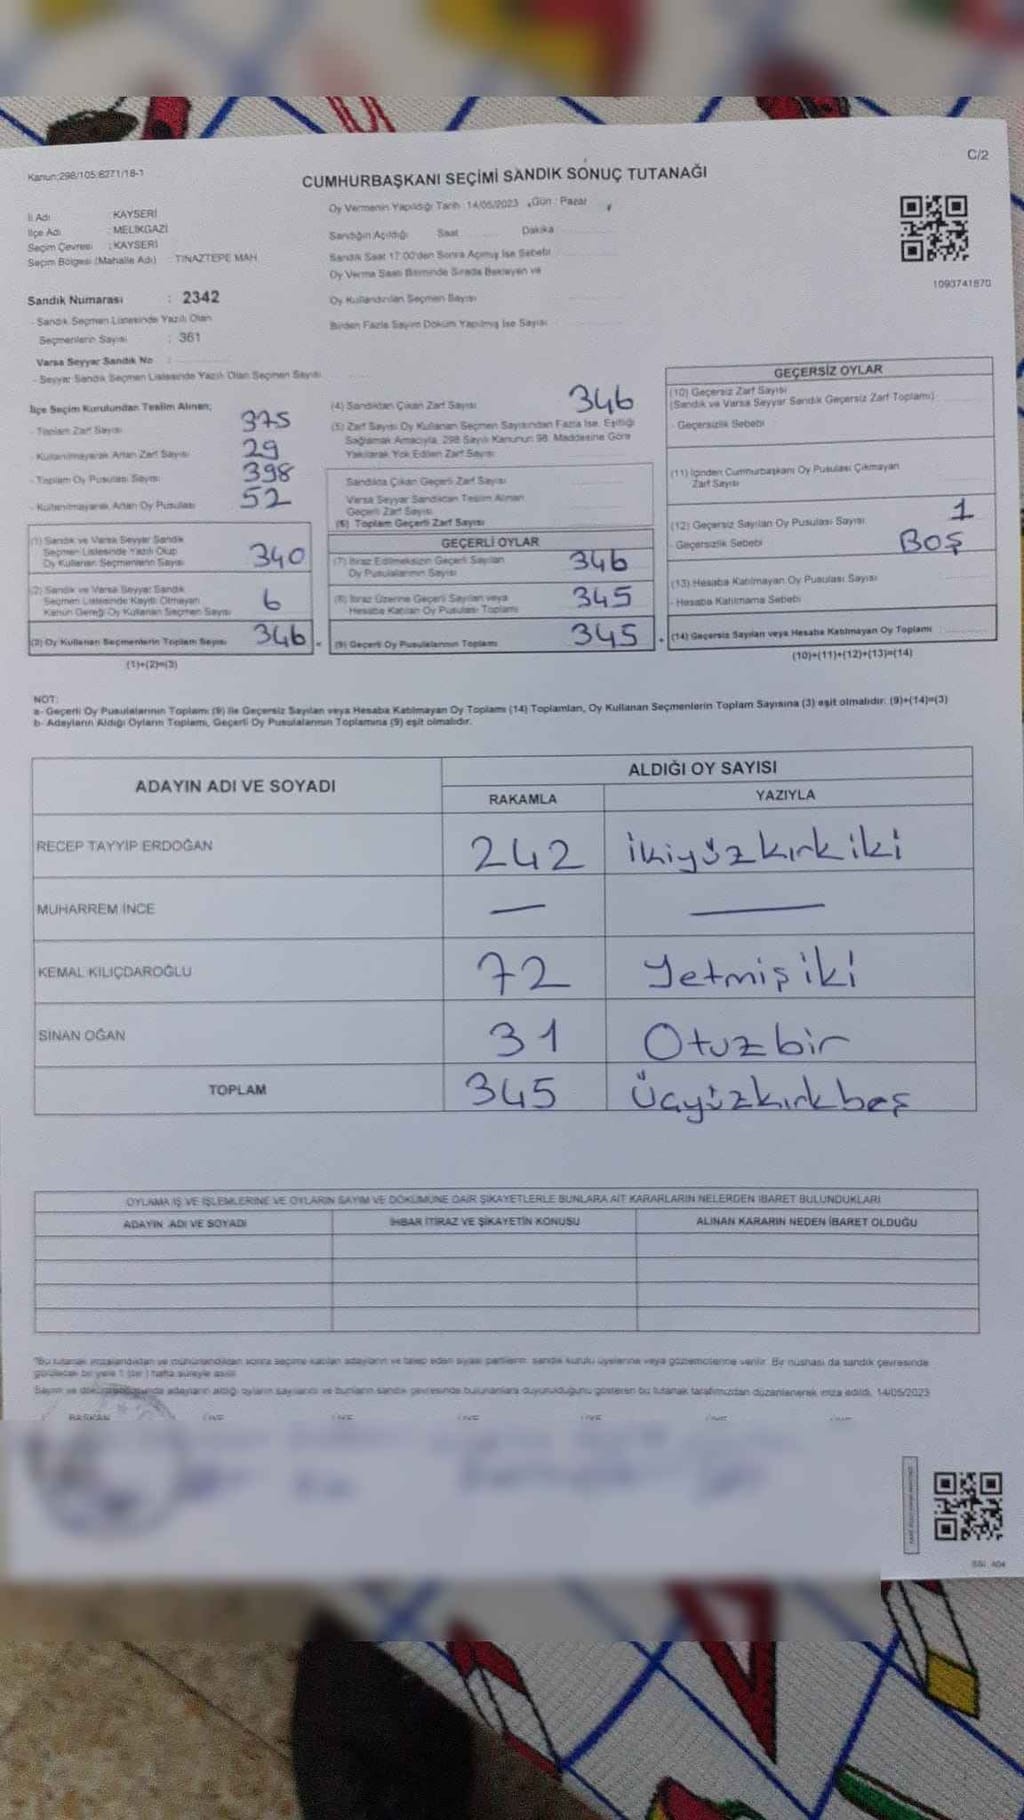 Kanun:298/105 6271/18-1
C/2
CUMHURBAŞKANI SEÇİMİ SANDIK SONUÇ TUTANAĞI
İl Adı : KAYSERİ
İlçe Adı : MELİKGAZİ
Seçim Çevresi : KAYSERİ
Seçim Bölgesi (Mahalle Adı) : TINAZTEPE MAH.
Oy Vermenin Yapıldığı Tarih :14/05/2023 Gün : Pazar
Sandığın Açıldığı Saat Dakika
Sandık Saat 17:00'den Sonra Açılmış İse Sebebi
Oy Verme Saati Bitiminde Sırada Bekleyen ve
Oy Kullandırılan Seçmen Sayısı
Birden Fazla Sayım Döküm Yapılmış İse Sayısı
1093741870
Sandık Numarası : 2342
- Sandık Seçmen Listesinde Yazılı Olan
Seçmenlerin Sayısı : 361
Varsa Seyyar Sandık No :
- Seyyar Sandık Seçmen Listesinde Yazılı Olan Seçmen Sayısı
İlçe Seçim Kurulundan Teslim Alınan;
- Toplam Zarf Sayısı 375
- Kullanılmayarak Artan Zarf Sayısı 29
- Toplam Oy Pusulası Sayısı 398
- Kullanılmayarak Artan Oy Pusulası 52
(1) Sandık ve Varsa Seyyar Sandık
Seçmen Listesinde Yazılı Olup
Oy Kullanan Seçmenlerin Sayısı 340
(2) Sandık ve Varsa Seyyar Sandık
Seçmen Listesinde Kayıtlı Olmayan
Kanun Gereği Oy Kullanan Seçmen Sayısı 6
(3) Oy Kullanan Seçmenlerin Toplam Sayısı 346
(1)+(2)=(3)
(4) Sandıktan Çıkan Zarf Sayısı 346
(5) Zarf Sayısı Oy Kullanan Seçmen Sayısından Fazla İse, Eşitliği
Sağlamak Amacıyla, 298 Sayılı Kanunun 98. Maddesine Göre
Yakılarak Yok Edilen Zarf Sayısı
Sandıkta Çıkan Geçerli Zarf Sayısı
Varsa Seyyar Sandıktan Teslim Alınan
Geçerli Zarf Sayısı
(6) Toplam Geçerli Zarf Sayısı
GEÇERLİ OYLAR
(7) İtiraz Edilmeksizin Geçerli Sayılan
Oy Pusulalarının Sayısı 346
(8) İtiraz Üzerine Geçerli Sayılan veya
Hesaba Katılan Oy Pusulası Toplamı 345
(9) Geçerli Oy Pusulalarının Toplamı 345
GEÇERSİZ OYLAR
(10) Geçersiz Zarf Sayısı
(Sandık ve Varsa Seyyar Sandık Geçersiz Zarf Toplamı)
- Geçersizlik Sebebi
(11) İçinden Cumhurbaşkanı Oy Pusulası Çıkmayan
Zarf Sayısı
(12) Geçersiz Sayılan Oy Pusulası Sayısı 1
- Geçersizlik Sebebi BOŞ
(13) Hesaba Katılmayan Oy Pusulası Sayısı
- Hesaba Katılmama Sebebi
(14) Geçersiz Sayılan veya Hesaba Katılmayan Oy Toplamı
(10)+(11)+(12)+(13)=(14)
NOT:
a- Geçerli Oy Pusulalarının Toplamı (9) ile Geçersiz Sayılan veya Hesaba Katılmayan Oy Toplamı (14) Toplamları, Oy Kullanan Seçmenlerin Toplam Sayısına (3) eşit olmalıdır. (9)+(14)=(3)
b- Adayların Aldığı Oyların Toplamı, Geçerli Oy Pusulalarının Toplamına (9) eşit olmalıdır.
ADAYIN ADI VE SOYADI
ALDIĞI OY SAYISI
RAKAMLA YAZIYLA
RECEP TAYYİP ERDOĞAN 242 ikiyüzkırkiki
MUHARREM İNCE — —
KEMAL KILIÇDAROĞLU 72 Yetmişiki
SİNAN OĞAN 31 Otuzbir
TOPLAM 345 Üçyüzkırkbeş
OYLAMA İŞ VE İŞLEMLERİNE VE OYLARIN SAYIM VE DÖKÜMÜNE DAİR ŞİKAYETLERLE BUNLARA AİT KARARLARIN NELERDEN İBARET BULUNDUKLARI
ADAYIN ADI VE SOYADI İHBAR İTİRAZ VE ŞİKAYETİN KONUSU ALINAN KARARIN NEDEN İBARET OLDUĞU
*Bu tutanak imzalandıktan ve mühürlendikten sonra seçime katılan adayların ve talep eden siyasi partilerin sandık kurulu üyelerine veya gözlemcilerine verilir. Bir nüshası da sandık çevresinde
görülecek bir yere 1 (bir) hafta süreyle asılır.
Sayım ve dökümü adayların aldığı oyların sayılarını ve bunların sandık çevresinde bulunanlara duyurulduğunu gösteren bu tutanak tarafımızdan düzenlenerek imza edildi. 14/05/2023
BAŞKAN ÜYE ÜYE ÜYE ÜYE ÜYE